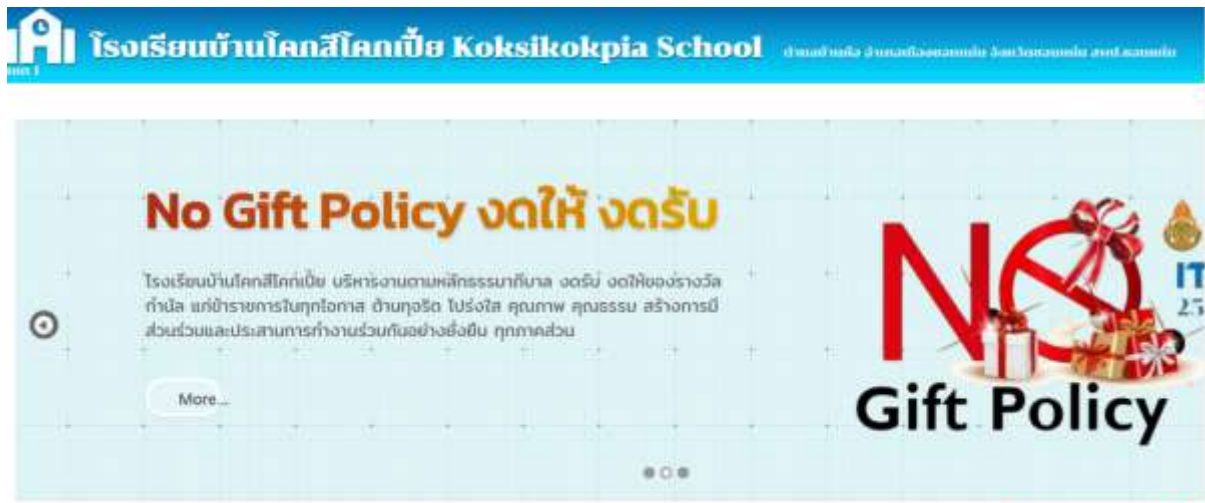 โรงเรียนบ้านโคกสีโคกเปี้ย Koksikokpia School
เขต 1
No Gift Policy งดให้ งดรับ
โรงเรียนบ้านโคกสีโคกเปี้ย บริหารงานตามหลักธรรมาภิบาล งดรับ งดให้ของรางวัล
กำนัล แก่ข้าราชการในทุกโอกาส ต้านทุจริต โปร่งใส คุณภาพ คุณธรรม สร้างการมี
ส่วนร่วมและประสานการทำงานร่วมกันอย่างยั่งยืน ทุกภาคส่วน
More...
NO
Gift Policy
IT
25